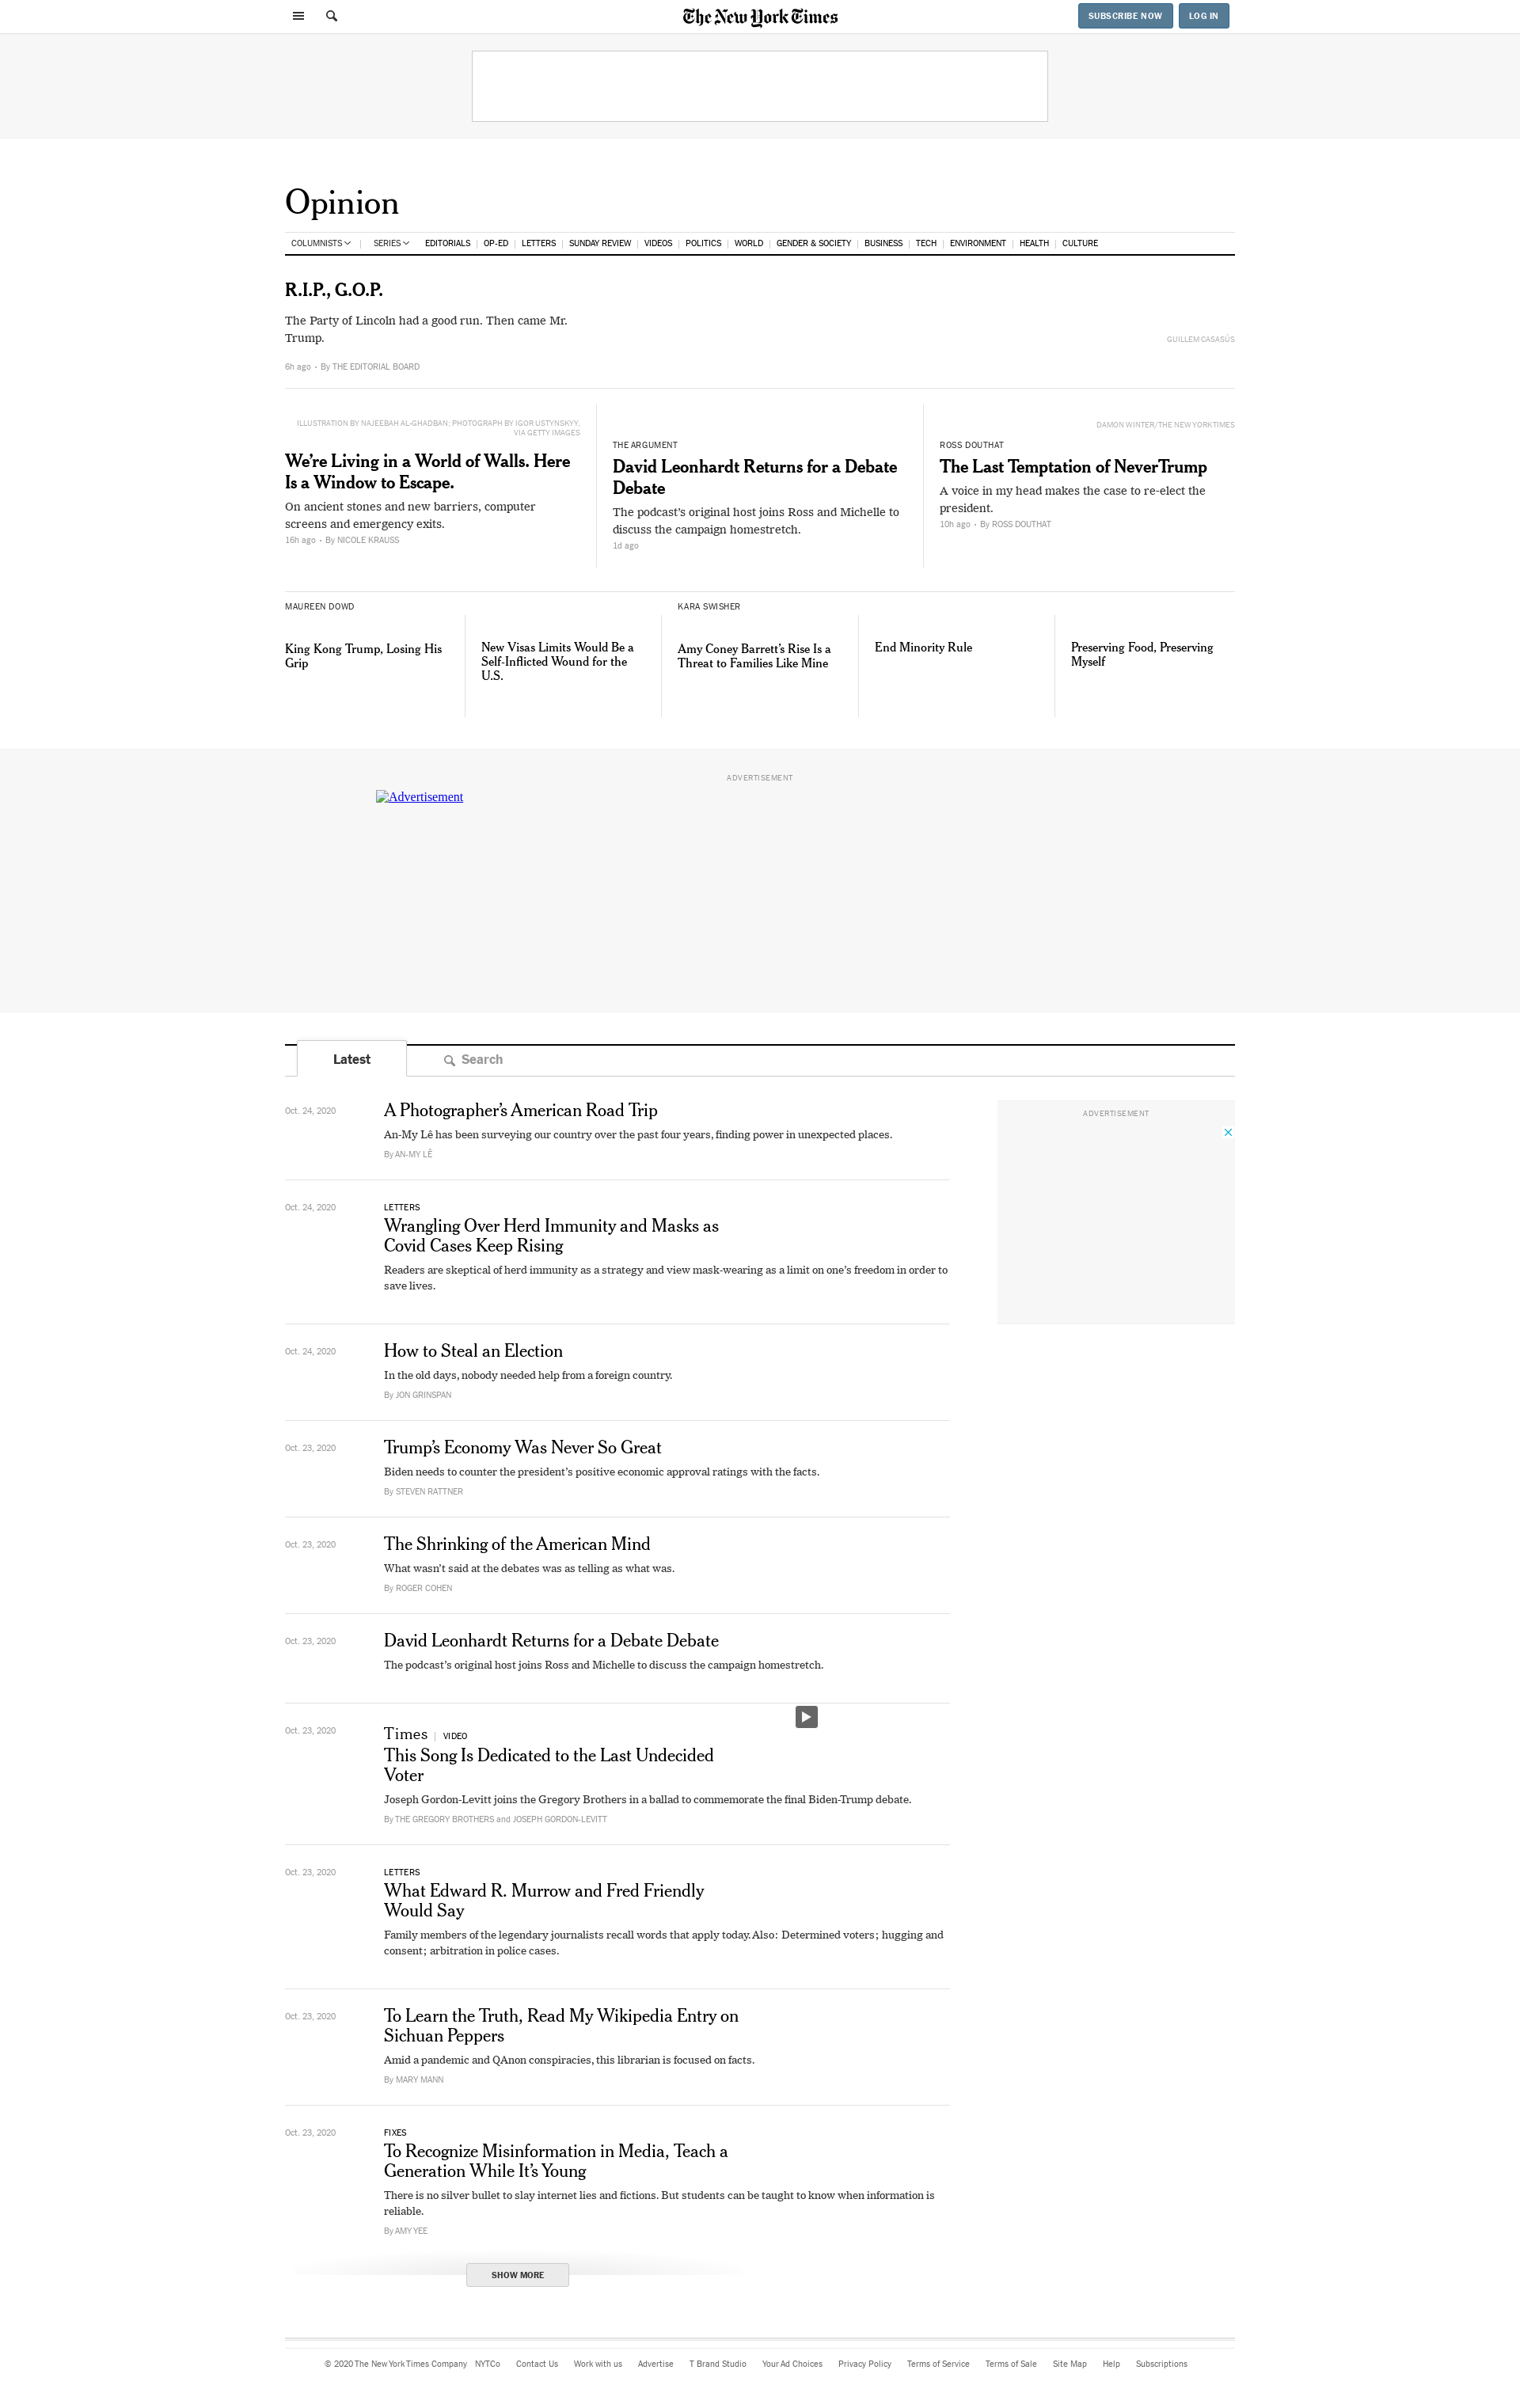 The New York Times
SUBSCRIBE NOW
LOG IN
Opinion
COLUMNISTS
SERIES
EDITORIALS
OP-ED
LETTERS
SUNDAY REVIEW
VIDEOS
POLITICS
WORLD
GENDER & SOCIETY
BUSINESS
TECH
ENVIRONMENT
HEALTH
CULTURE
R.I.P., G.O.P.
The Party of Lincoln had a good run. Then came Mr.
Trump.
GUILLEM CASASÚS
6h ago • By THE EDITORIAL BOARD
ILLUSTRATION BY NAJEEBAH AL-GHADBAN; PHOTOGRAPH BY IGOR USTYNSKYY,
VIA GETTY IMAGES
We’re Living in a World of Walls. Here
Is a Window to Escape.
On ancient stones and new barriers, computer
screens and emergency exits.
16h ago • By NICOLE KRAUSS
THE ARGUMENT
David Leonhardt Returns for a Debate
Debate
The podcast’s original host joins Ross and Michelle to
discuss the campaign homestretch.
1d ago
DAMON WINTER/THE NEW YORK TIMES
ROSS DOUTHAT
The Last Temptation of NeverTrump
A voice in my head makes the case to re-elect the
president.
10h ago • By ROSS DOUTHAT
MAUREEN DOWD
King Kong Trump, Losing His
Grip
New Visas Limits Would Be a
Self-Inflicted Wound for the
U.S.
KARA SWISHER
Amy Coney Barrett’s Rise Is a
Threat to Families Like Mine
End Minority Rule
Preserving Food, Preserving
Myself
ADVERTISEMENT
Advertisement
Latest
Search
ADVERTISEMENT
Oct. 24, 2020
A Photographer’s American Road Trip
An-My Lê has been surveying our country over the past four years, finding power in unexpected places.
By AN-MY LÊ
Oct. 24, 2020
LETTERS
Wrangling Over Herd Immunity and Masks as
Covid Cases Keep Rising
Readers are skeptical of herd immunity as a strategy and view mask-wearing as a limit on one’s freedom in order to
save lives.
Oct. 24, 2020
How to Steal an Election
In the old days, nobody needed help from a foreign country.
By JON GRINSPAN
Oct. 23, 2020
Trump’s Economy Was Never So Great
Biden needs to counter the president’s positive economic approval ratings with the facts.
By STEVEN RATTNER
Oct. 23, 2020
The Shrinking of the American Mind
What wasn’t said at the debates was as telling as what was.
By ROGER COHEN
Oct. 23, 2020
David Leonhardt Returns for a Debate Debate
The podcast’s original host joins Ross and Michelle to discuss the campaign homestretch.
Oct. 23, 2020
Times | VIDEO
This Song Is Dedicated to the Last Undecided
Voter
Joseph Gordon-Levitt joins the Gregory Brothers in a ballad to commemorate the final Biden-Trump debate.
By THE GREGORY BROTHERS and JOSEPH GORDON-LEVITT
Oct. 23, 2020
LETTERS
What Edward R. Murrow and Fred Friendly
Would Say
Family members of the legendary journalists recall words that apply today. Also: Determined voters; hugging and
consent; arbitration in police cases.
Oct. 23, 2020
To Learn the Truth, Read My Wikipedia Entry on
Sichuan Peppers
Amid a pandemic and QAnon conspiracies, this librarian is focused on facts.
By MARY MANN
Oct. 23, 2020
FIXES
To Recognize Misinformation in Media, Teach a
Generation While It’s Young
There is no silver bullet to slay internet lies and fictions. But students can be taught to know when information is
reliable.
By AMY YEE
SHOW MORE
© 2020 The New York Times Company
NYTCo
Contact Us
Work with us
Advertise
T Brand Studio
Your Ad Choices
Privacy Policy
Terms of Service
Terms of Sale
Site Map
Help
Subscriptions